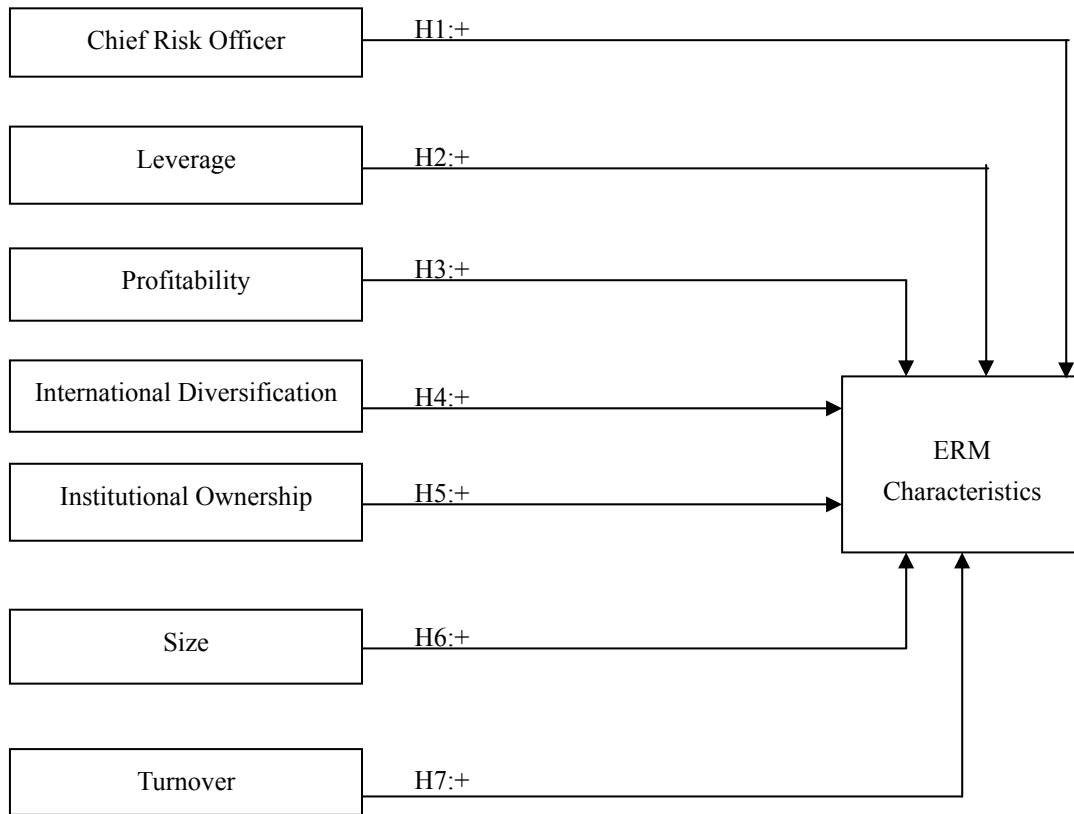 Chief Risk Officer
H1:+
Leverage
H2:+
Profitability
H3:+
International Diversification
H4:+
ERM
Characteristics
Institutional Ownership
H5:+
Size
H6:+
Turnover
H7:+